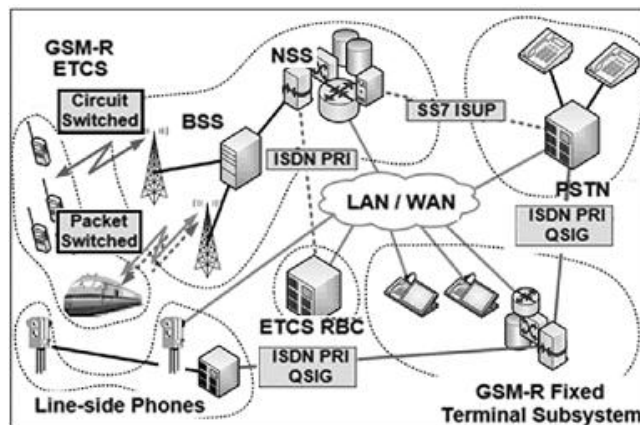 GSM-R
ETCS
NSS
Circuit
Switched
BSS
SS7 ISUP
ISDN PRI
PSTN
LAN / WAN
Packet
Switched
ISDN PRI
QSIG
ETCS RBC
ISDN PRI
QSIG
Line-side Phones
GSM-R Fixed
Terminal Subsystem